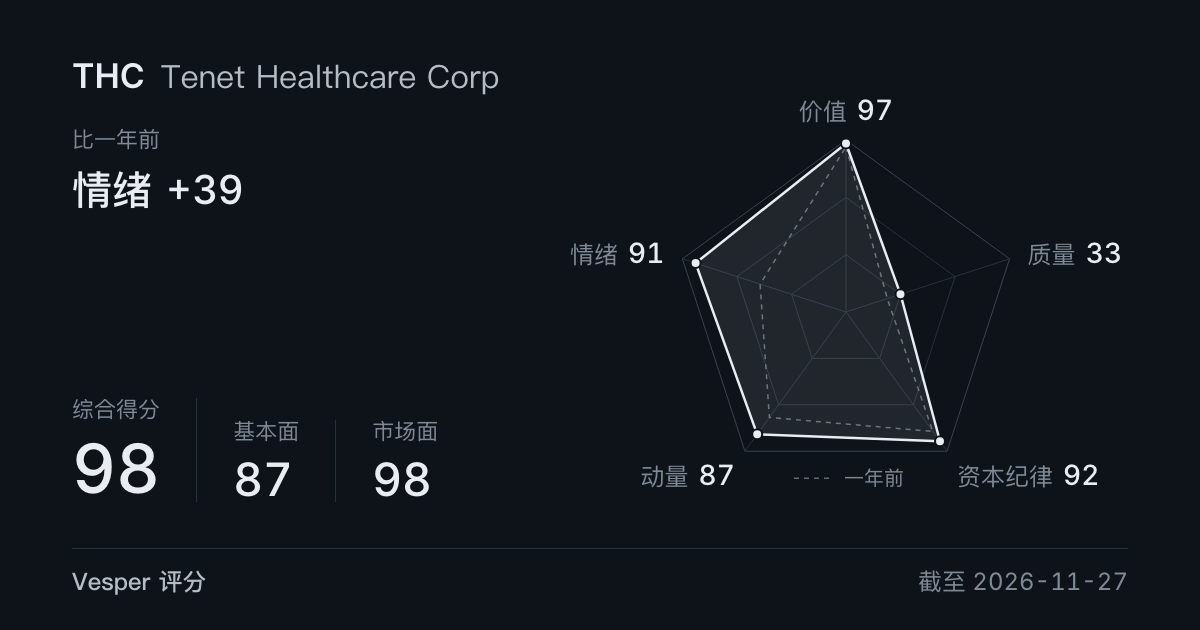 THC Tenet Healthcare Corp
比一年前
情绪 +39
价值 97
情绪 91
质量 33
动量 87
一年前
资本纪律 92
综合得分
98
基本面
87
市场面
98
Vesper 评分
截至 2026-11-27